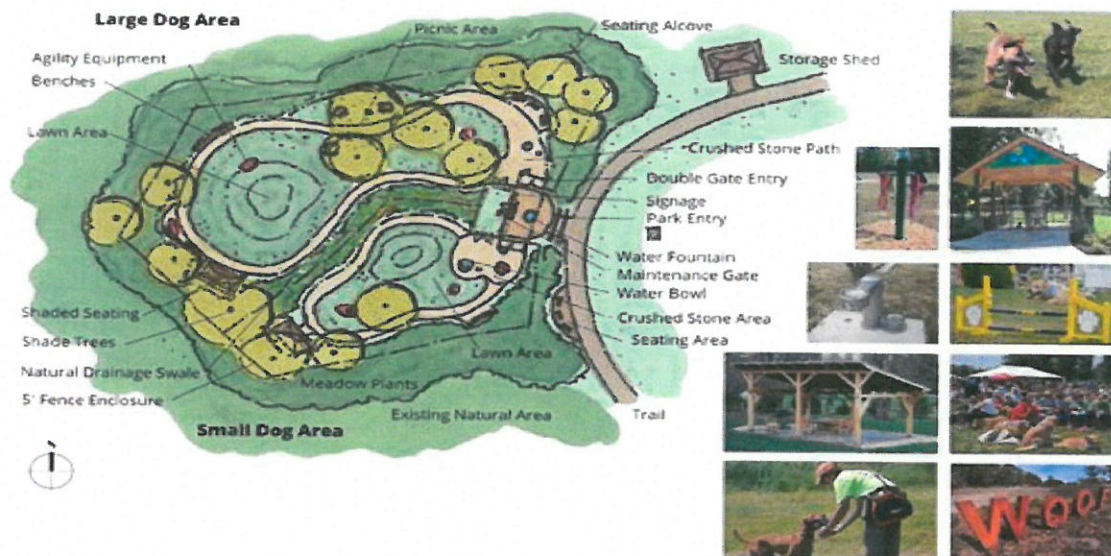 Large Dog Area
Picnic Area
Seating Alcove
Agility Equipment
Benches
Storage Shed
Lawn Area
Crushed Stone Path
Double Gate Entry
Signage
Park Entry
Water Fountain
Maintenance Gate
Water Bowl
Crushed Stone Area
Seating Area
Shaded Seating
Shade Trees
Natural Drainage Swale
5' Fence Enclosure
Lawn Area
Meadow Plants
Existing Natural Area
Trail
Small Dog Area
WOOF